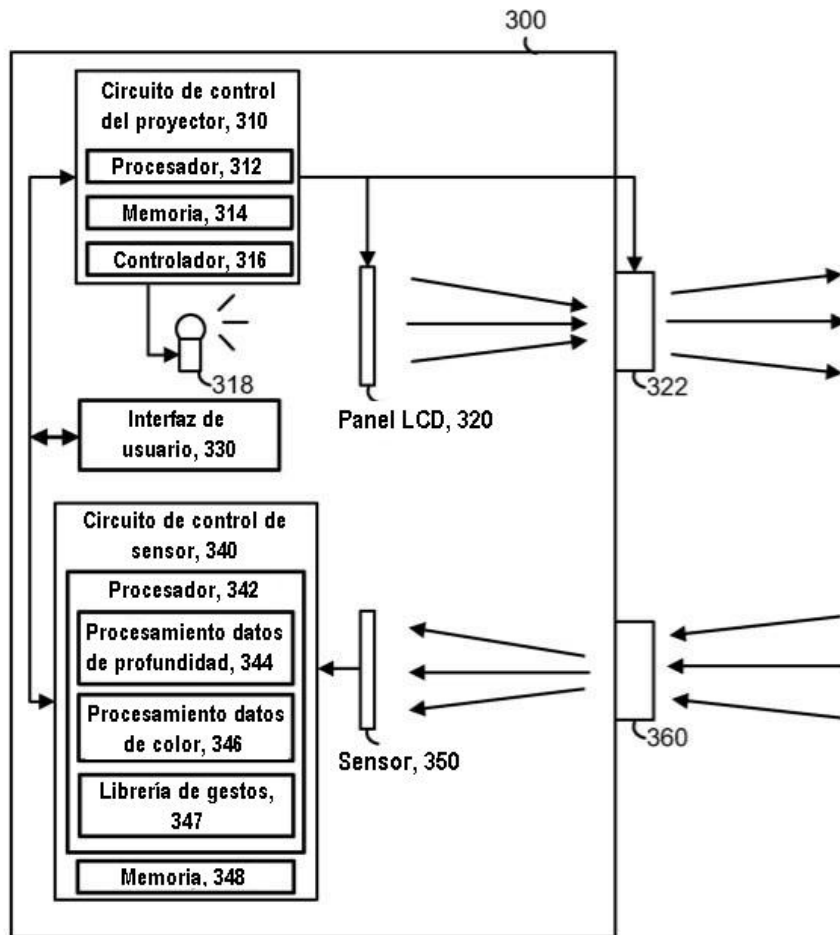 300
Circuito de control
del proyector, 310
Procesador, 312
Memoria, 314
Controlador, 316
318
Panel LCD, 320
322
Interfaz de
usuario, 330
Circuito de control de
sensor, 340
Procesador, 342
Procesamiento datos
de profundidad, 344
Procesamiento datos
de color, 346
Librería de gestos,
347
Memoria, 348
Sensor, 350
360